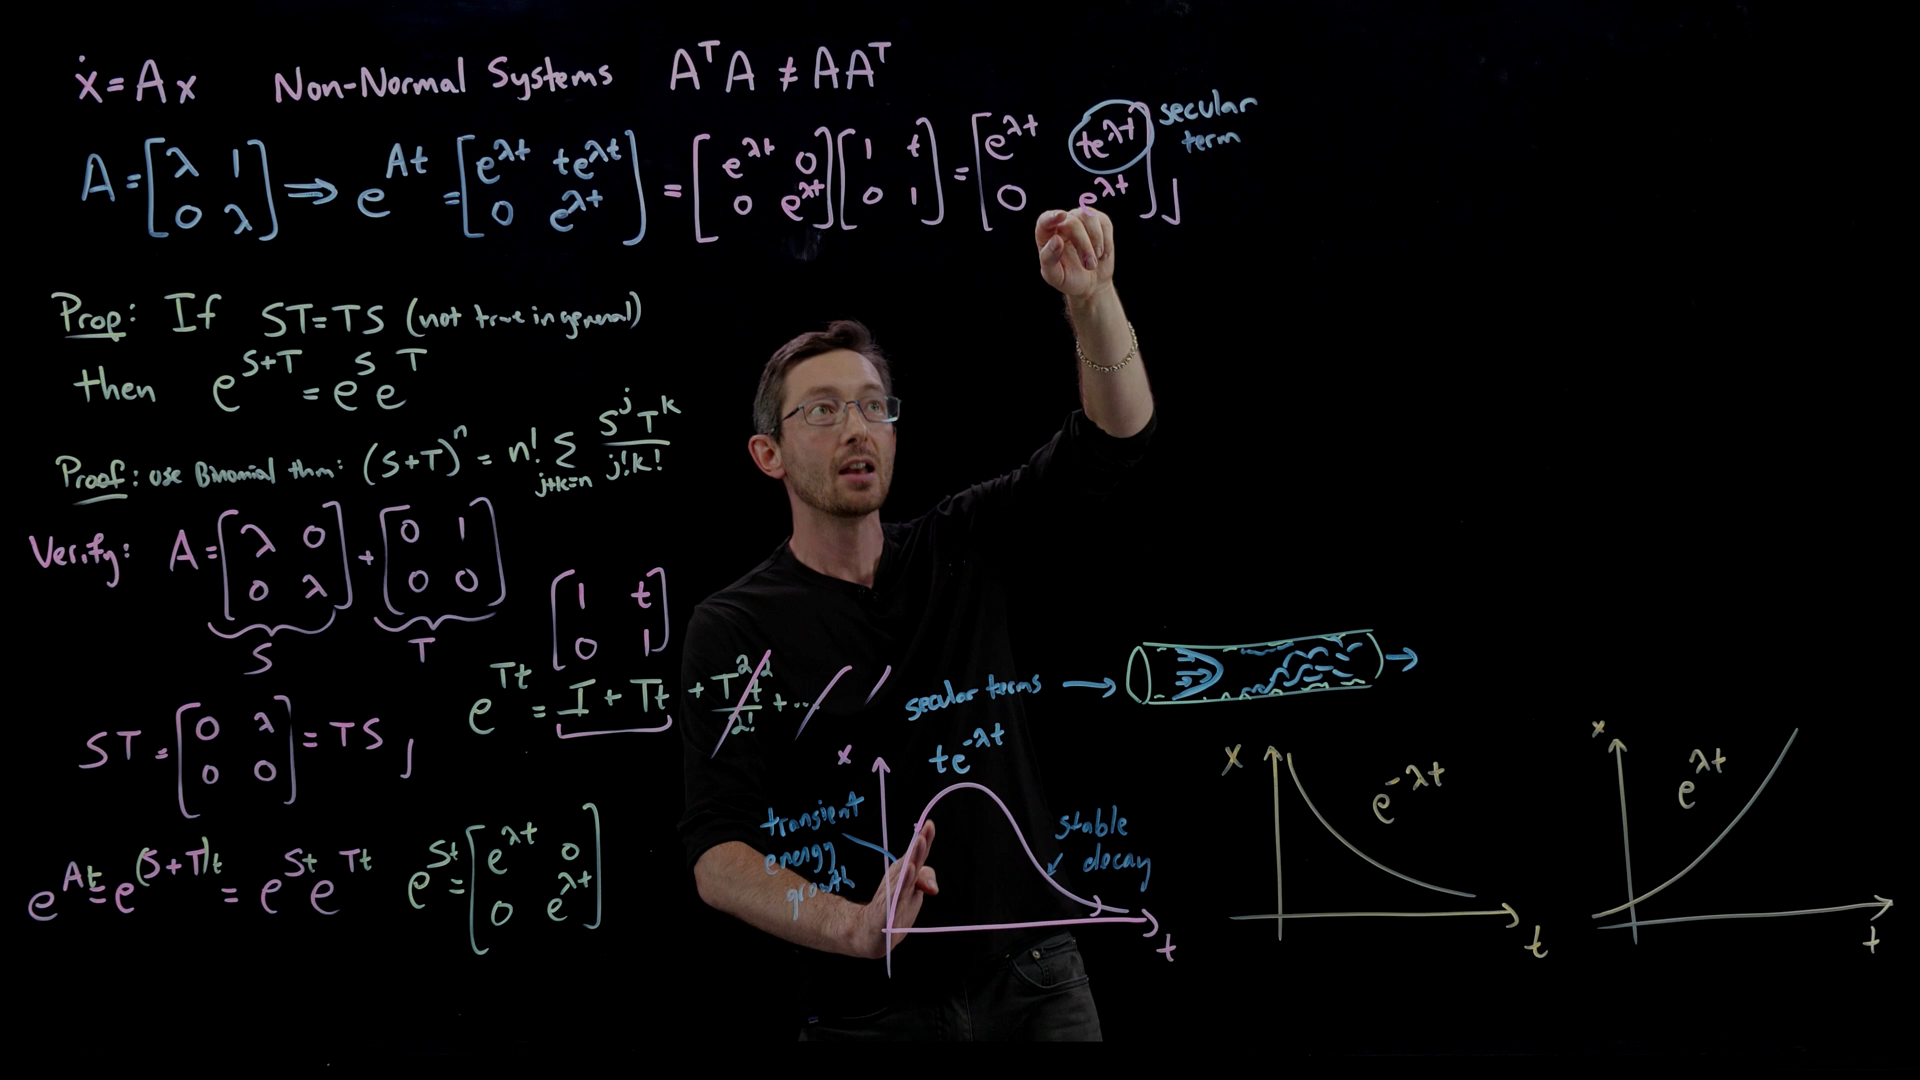 ẋ = Ax Non-Normal Systems AᵀA ≠ AAᵀ
A = [λ 1; 0 λ] ⟹ e^{At} = [e^{λt} te^{λt}; 0 e^{λt}] = [e^{λt} 0; 0 e^{λt}] [1 t; 0 1] = [e^{λt} te^{λt}; 0 e^{λt}]
secular
term
Prop: If ST = TS (not true in general)
then e^{S+T} = e^S e^T
Proof: use Binomial thm: (S+T)^n = n! Σ_{j+k=n} S^j T^k / j! k!
Verify: A = [λ 0; 0 λ] + [0 1; 0 0]
S T
[1 t; 0 1]
e^{Tt} = I + Tt + T²t²/2! + ...
ST = [0 λ; 0 0] = TS
e^{At} = e^{(S+T)t} = e^{St} e^{Tt} e^{St} = [e^{λt} 0; 0 e^{λt}]
secular terms
te^{-λt}
x
transient
energy
growth
stable
decay
t
x
e^{-λt}
t
x
e^{λt}
t